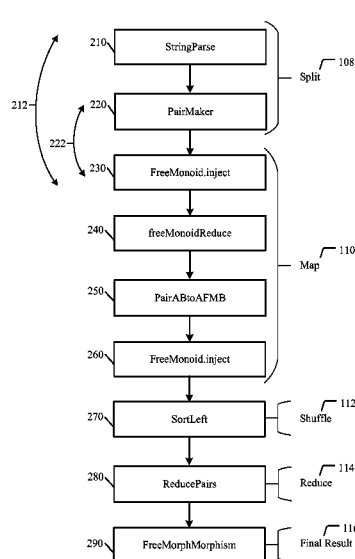 210 StringParse
108
Split
212
220 PairMaker
222
230 FreeMonoid.inject
240 freeMonoidReduce
110
Map
250 PairABtoAFMB
260 FreeMonoid.inject
270 SortLeft
112
Shuffle
280 ReducePairs
114
Reduce
290 FreeMorphMorphism
116
Final Result